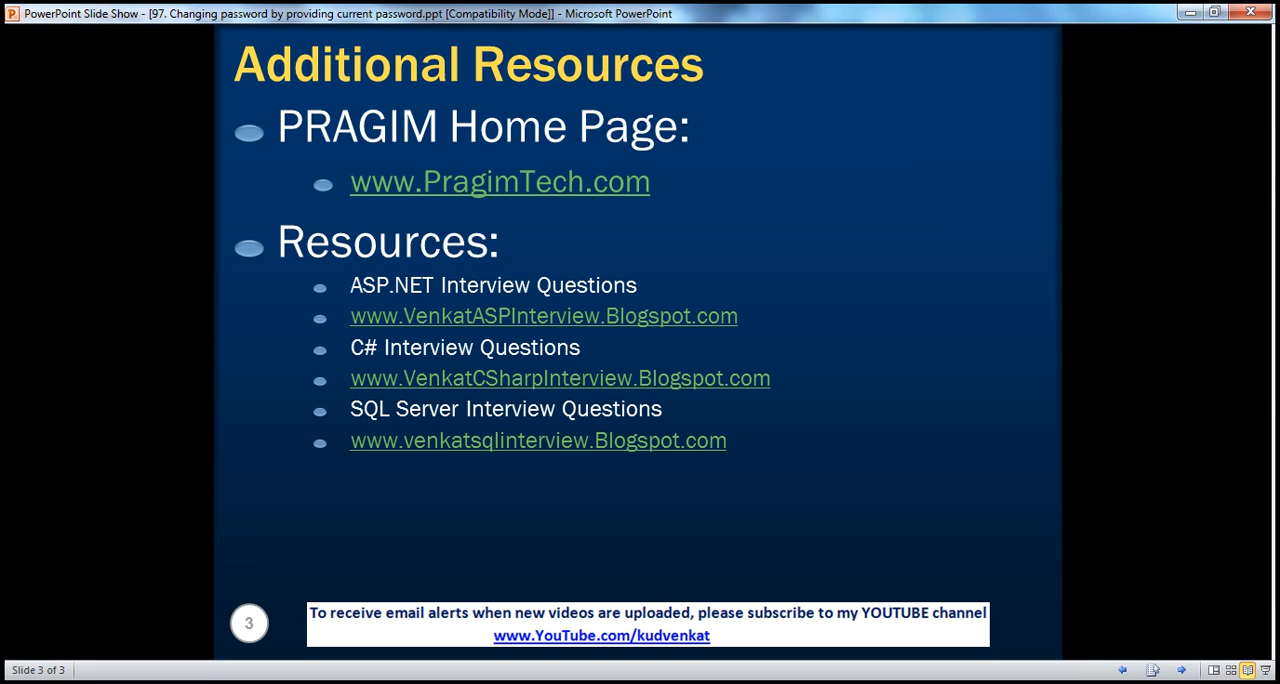 PowerPoint Slide Show - [97. Changing password by providing current password.ppt [Compatibility Mode]] - Microsoft PowerPoint
Additional Resources
PRAGIM Home Page:
www.PragimTech.com
Resources:
ASP.NET Interview Questions
www.VenkatASPInterview.Blogspot.com
C# Interview Questions
www.VenkatCSharpInterview.Blogspot.com
SQL Server Interview Questions
www.venkatsqlinterview.Blogspot.com
3
To receive email alerts when new videos are uploaded, please subscribe to my YOUTUBE channel
www.YouTube.com/kudvenkat
Slide 3 of 3